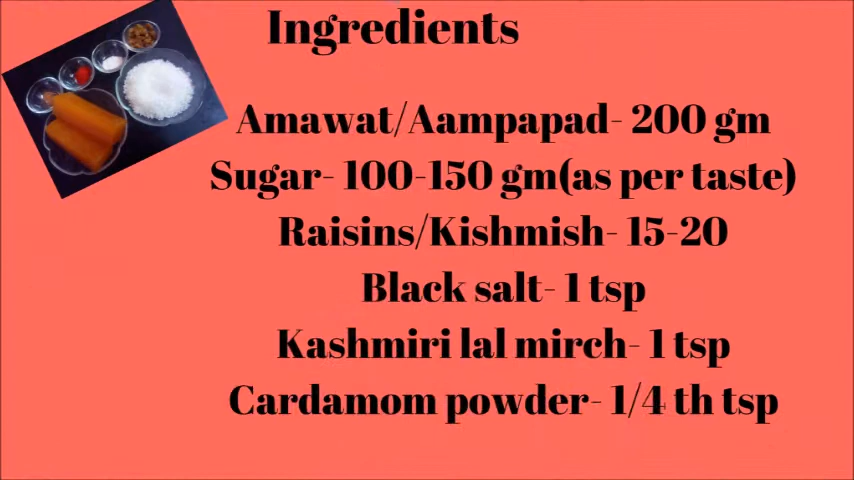 Ingredients
Amawat/Aampapad- 200 gm
Sugar- 100-150 gm(as per taste)
Raisins/Kishmish- 15-20
Black salt- 1 tsp
Kashmiri lal mirch- 1 tsp
Cardamom powder- 1/4 th tsp